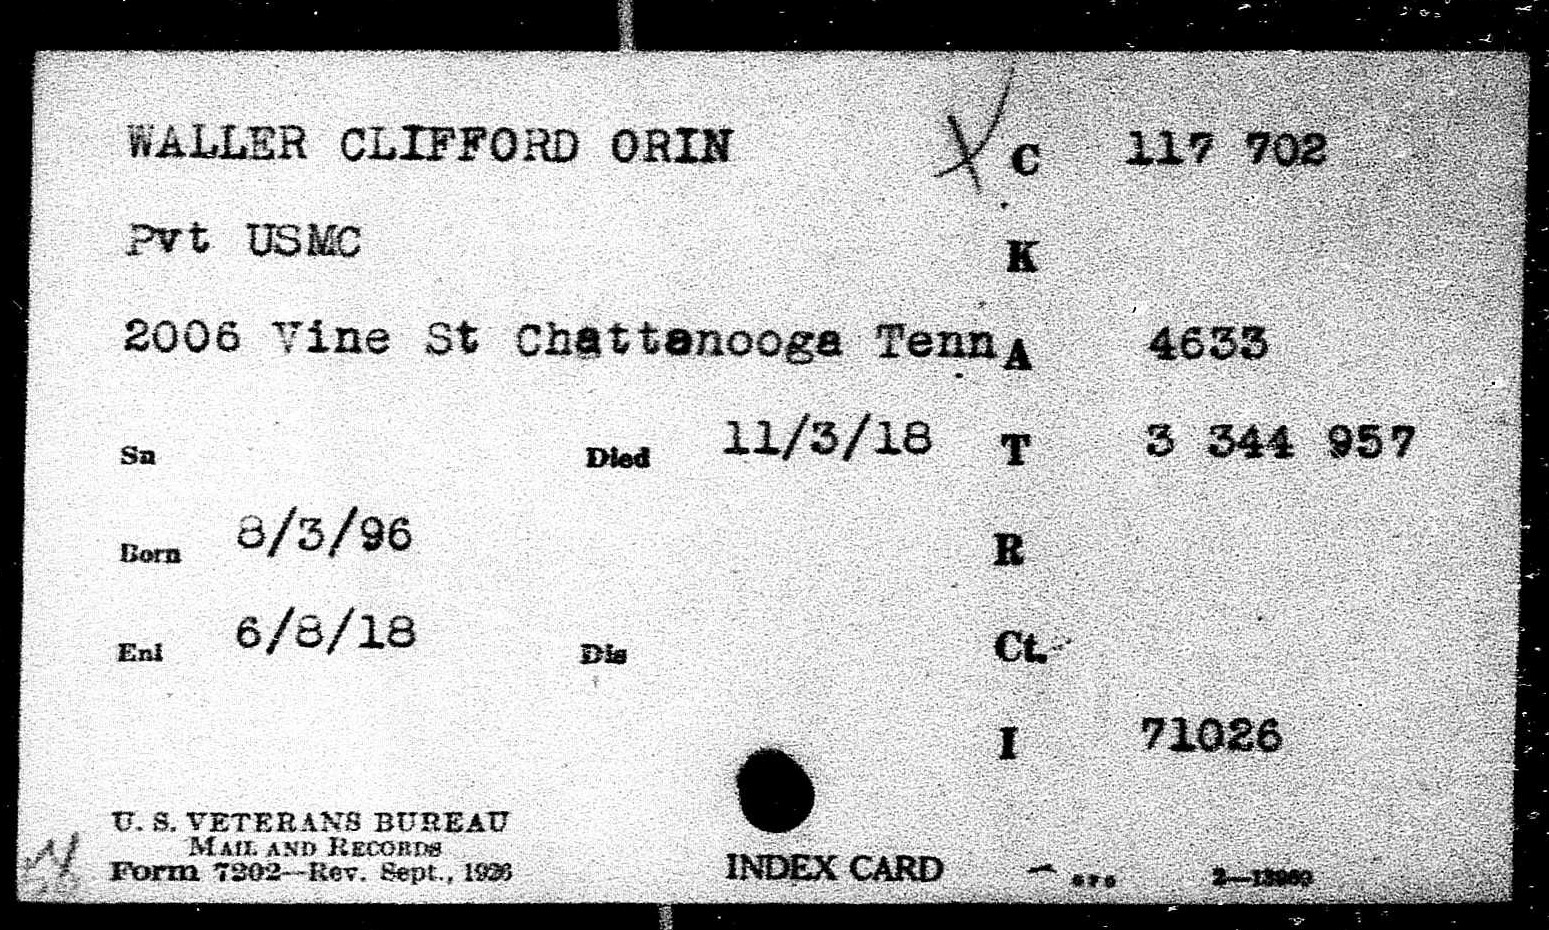 WALLER CLIFFORD ORIN C 117 702
Pvt USMC K
2006 Vine St Chattanooga Tenn A 4633
Sn Died 11/3/18 T 3 344 957
Born 8/3/96 R
Enl 6/8/18 Dis Ct.
I 71026
U. S. VETERANS BUREAU
MAIL AND RECORDS
Form 7202—Rev. Sept., 1926 INDEX CARD